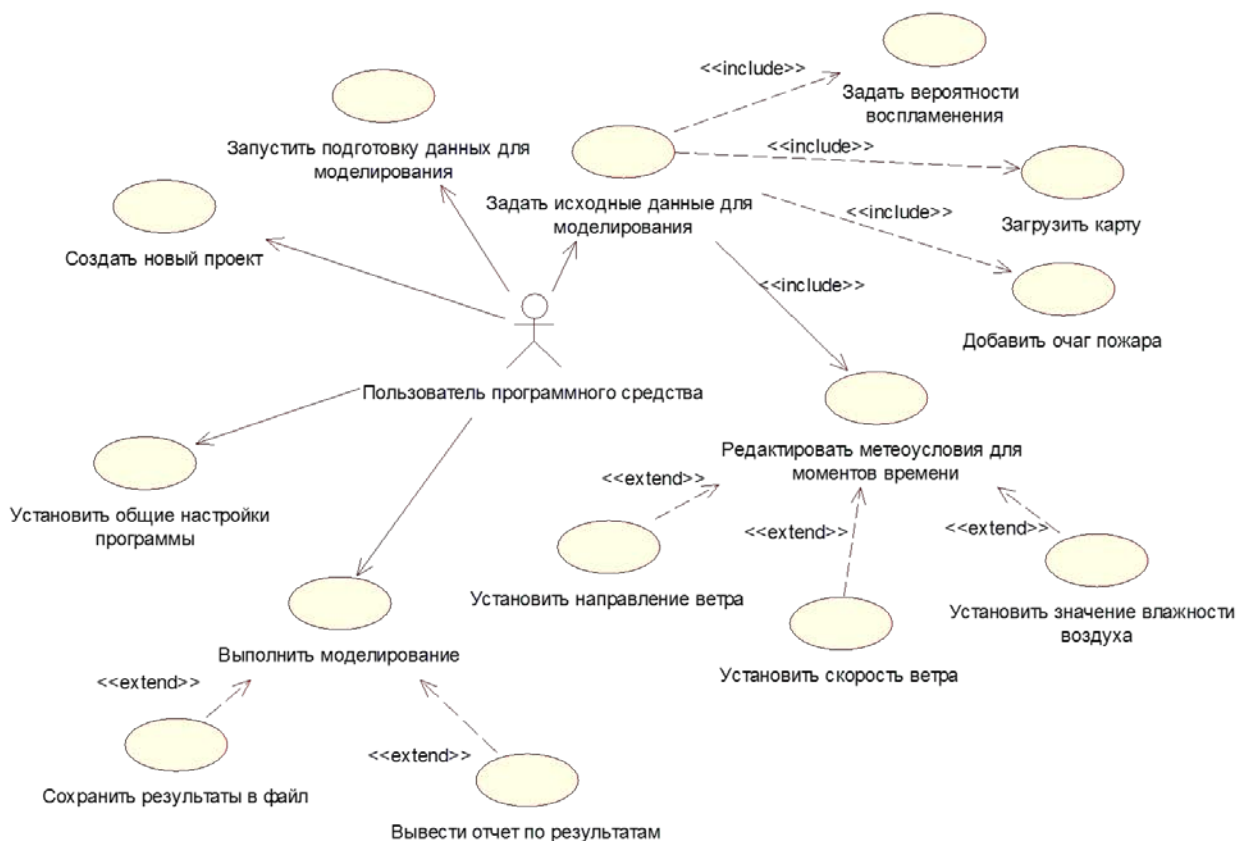 <<include>>
Задать вероятности
воспламенения
Запустить подготовку данных для
моделирования
<<include>>
Задать исходные данные для
моделирования
<<include>>
Загрузить карту
Создать новый проект
<<include>>
Добавить очаг пожара
Пользователь программного средства
Редактировать метеоусловия для
моментов времени
<<extend>>
<<extend>>
<<extend>>
Установить общие настройки
программы
Установить направление ветра
Установить значение влажности
воздуха
Выполнить моделирование
Установить скорость ветра
<<extend>>
<<extend>>
Сохранить результаты в файл
Вывести отчет по результатам